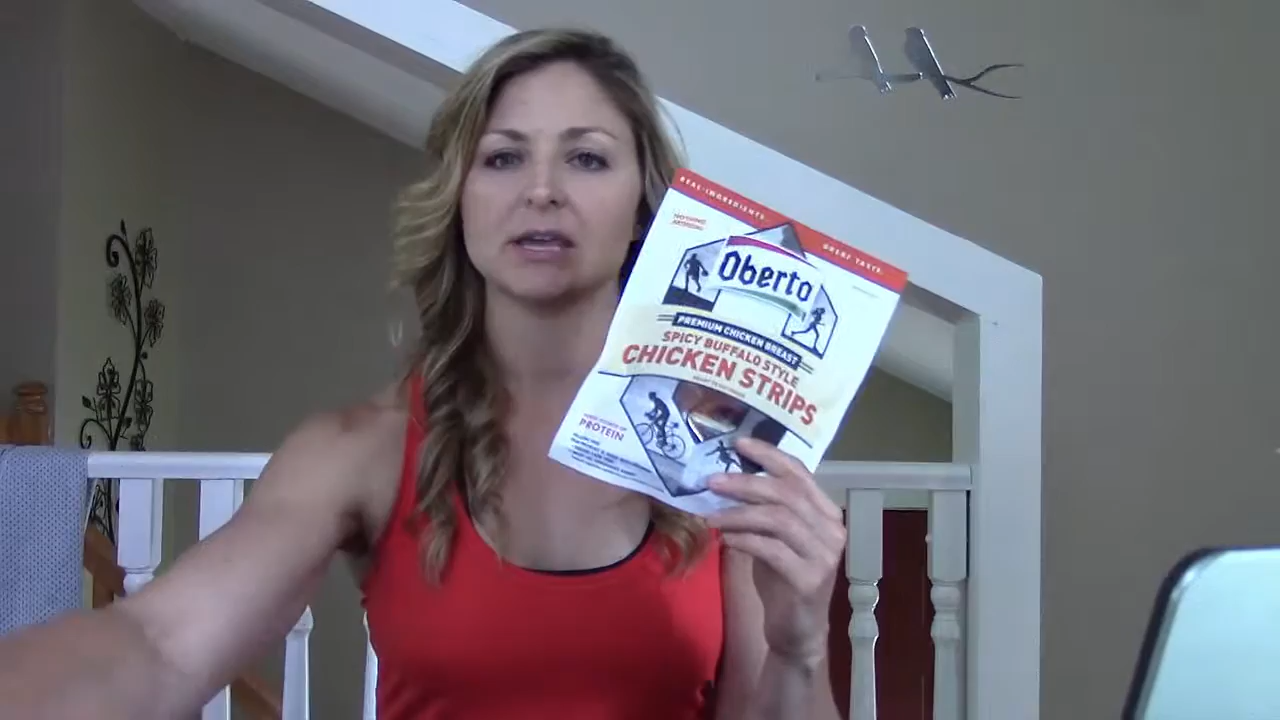 REAL INGREDIENTS.
GREAT TASTE.
NOTHING
ARTIFICIAL
Oberto
PREMIUM CHICKEN BREAST
SPICY BUFFALO STYLE
CHICKEN STRIPS
PROTEIN